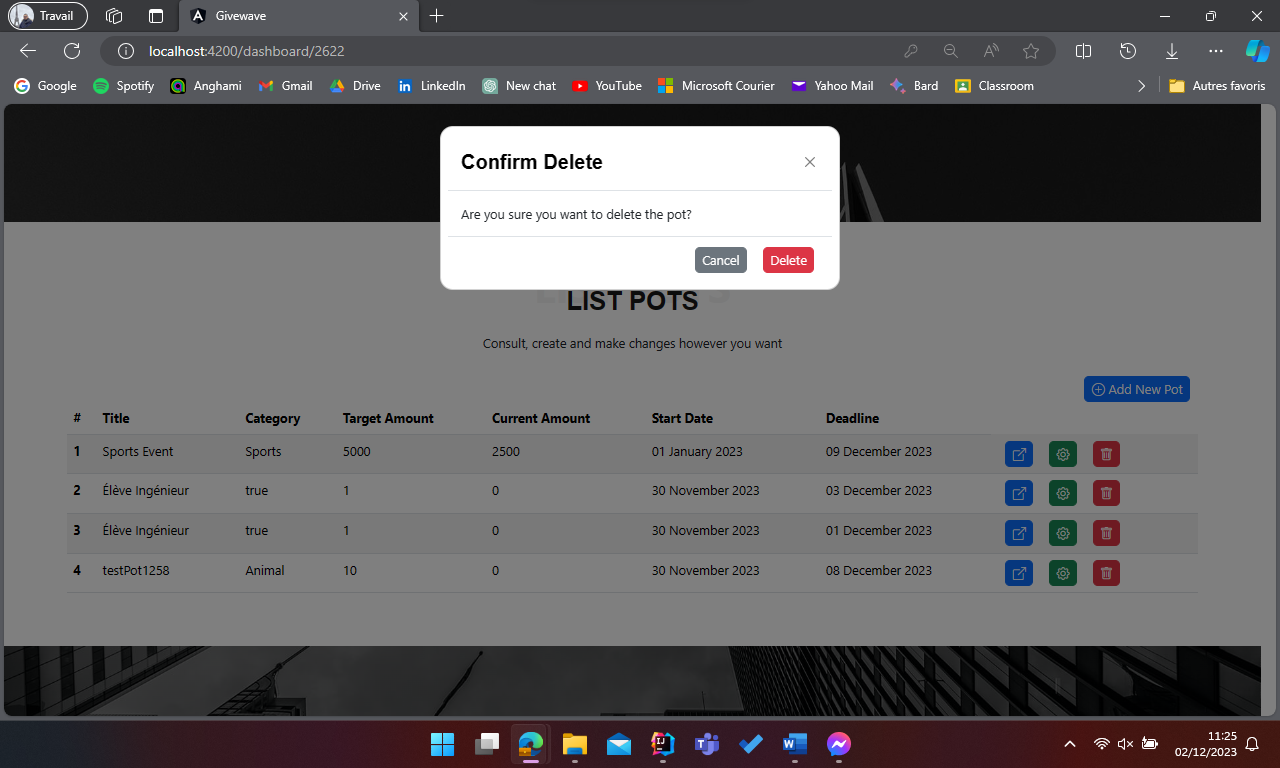 Travail
Givewave
localhost:4200/dashboard/2622
Google Spotify Anghami Gmail Drive LinkedIn New chat YouTube Microsoft Courier Yahoo Mail Bard Classroom Autres favoris
Confirm Delete
Are you sure you want to delete the pot?
Cancel Delete
LIST POTS
Consult, create and make changes however you want
Add New Pot
# Title Category Target Amount Current Amount Start Date Deadline
1 Sports Event Sports 5000 2500 01 January 2023 09 December 2023
2 Élève Ingénieur true 1 0 30 November 2023 03 December 2023
3 Élève Ingénieur true 1 0 30 November 2023 01 December 2023
4 testPot1258 Animal 10 0 30 November 2023 08 December 2023
11:25
02/12/2023